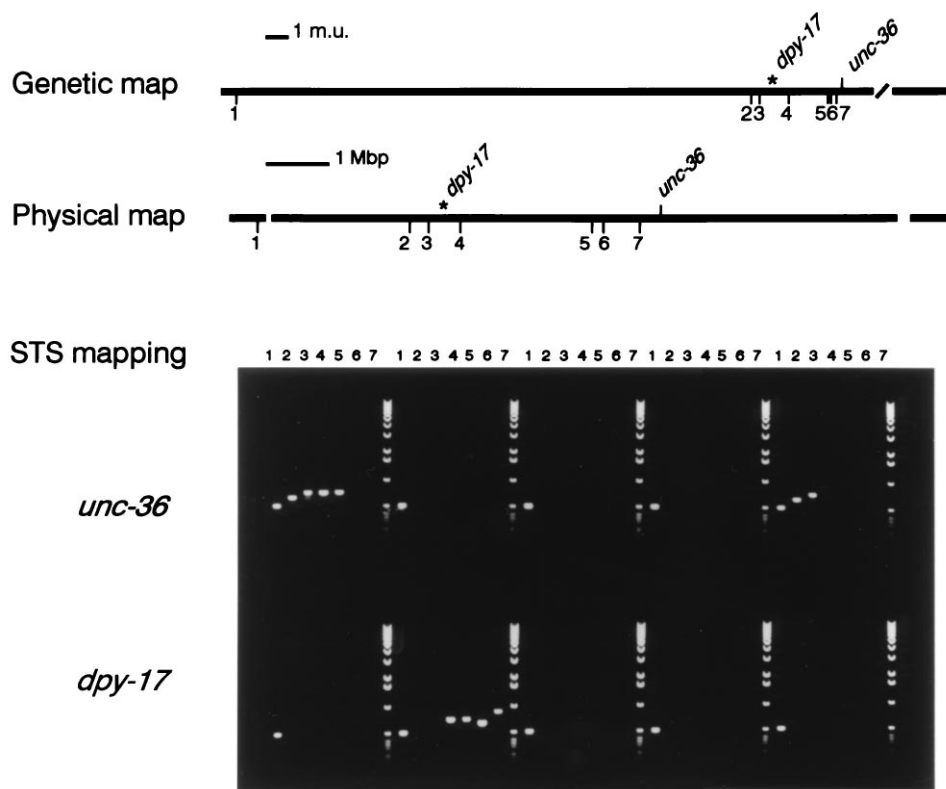 1 m.u.
dpy-17
unc-36
*
Genetic map
1 2 3 4 5 6 7
1 Mbp
dpy-17
unc-36
*
Physical map
1 2 3 4 5 6 7
STS mapping
1 2 3 4 5 6 7 1 2 3 4 5 6 7 1 2 3 4 5 6 7 1 2 3 4 5 6 7 1 2 3 4 5 6 7
unc-36
dpy-17